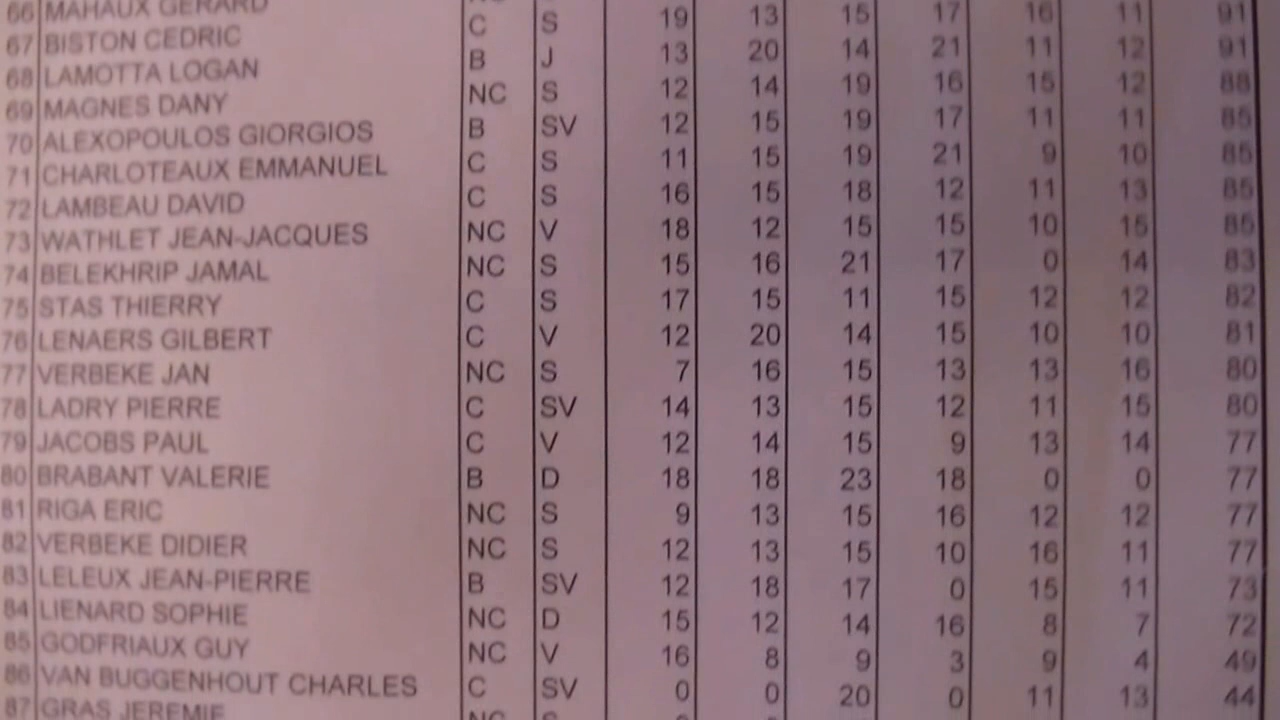 66 MAHAUX GERARD
67 BISTON CEDRIC C S 19 13 15 17 16 11 91
68 LAMOTTA LOGAN B J 13 20 14 21 11 12 91
69 MAGNES DANY NC S 12 14 19 16 15 12 88
70 ALEXOPOULOS GIORGIOS B SV 12 15 19 17 11 11 85
71 CHARLOTEAUX EMMANUEL C S 11 15 19 21 9 10 85
72 LAMBEAU DAVID C S 16 15 18 12 11 13 85
73 WATHLET JEAN-JACQUES NC V 18 12 15 15 10 15 85
74 BELEKHRIP JAMAL NC S 15 16 21 17 0 14 83
75 STAS THIERRY C S 17 15 11 15 12 12 82
76 LENAERS GILBERT C V 12 20 14 15 10 10 81
77 VERBEKE JAN NC S 7 16 15 13 13 16 80
78 LADRY PIERRE C SV 14 13 15 12 11 15 80
79 JACOBS PAUL C V 12 14 15 9 13 14 77
80 BRABANT VALERIE B D 18 18 23 18 0 0 77
81 RIGA ERIC NC S 9 13 15 16 12 12 77
82 VERBEKE DIDIER NC S 12 13 15 10 16 11 77
83 LELEUX JEAN-PIERRE B SV 12 18 17 0 15 11 73
84 LIENARD SOPHIE NC D 15 12 14 16 8 7 72
85 GODFRIAUX GUY NC V 16 8 9 3 9 4 49
86 VAN BUGGENHOUT CHARLES C SV 0 0 20 0 11 13 44
87 GRAS JEREMIE NC S